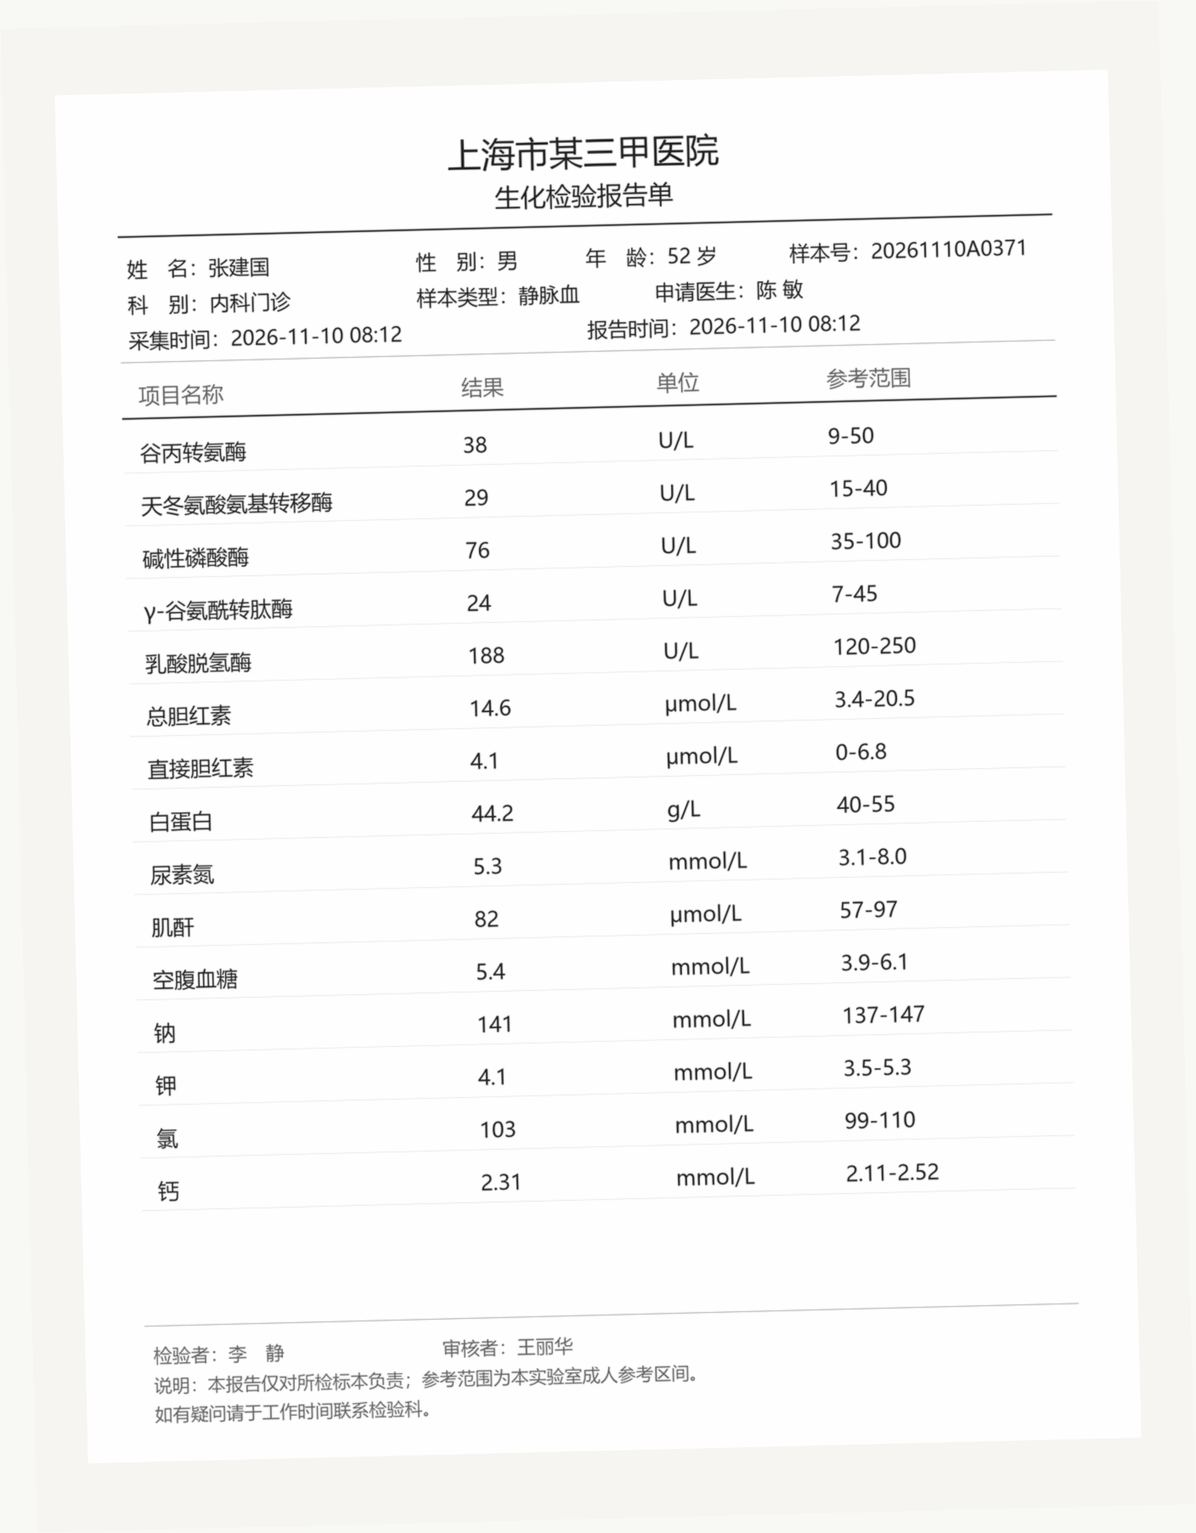 上海市某三甲医院
生化检验报告单
姓 名：张建国 性 别：男 年 龄：52 岁 样本号：20261110A0371
科 别：内科门诊 样本类型：静脉血 申请医生：陈 敏
采集时间：2026-11-10 08:12 报告时间：2026-11-10 08:12
项目名称 结果 单位 参考范围
谷丙转氨酶 38 U/L 9-50
天冬氨酸氨基转移酶 29 U/L 15-40
碱性磷酸酶 76 U/L 35-100
γ-谷氨酰转肽酶 24 U/L 7-45
乳酸脱氢酶 188 U/L 120-250
总胆红素 14.6 μmol/L 3.4-20.5
直接胆红素 4.1 μmol/L 0-6.8
白蛋白 44.2 g/L 40-55
尿素氮 5.3 mmol/L 3.1-8.0
肌酐 82 μmol/L 57-97
空腹血糖 5.4 mmol/L 3.9-6.1
钠 141 mmol/L 137-147
钾 4.1 mmol/L 3.5-5.3
氯 103 mmol/L 99-110
钙 2.31 mmol/L 2.11-2.52
检验者：李 静 审核者：王丽华
说明：本报告仅对所检标本负责；参考范围为本实验室成人参考区间。
如有疑问请于工作时间联系检验科。